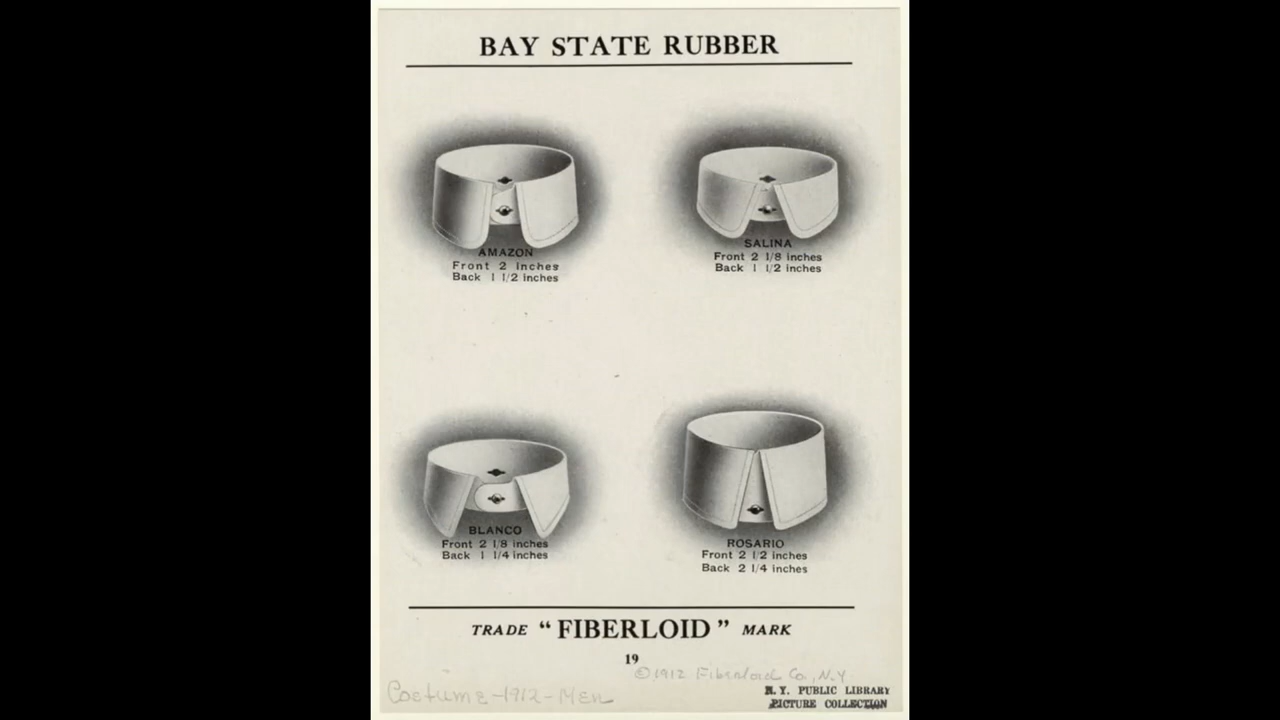 BAY STATE RUBBER
AMAZON
Front 2 inches
Back 1 1/2 inches
SALINA
Front 2 1/8 inches
Back 1 1/2 inches
BLANCO
Front 2 1/8 inches
Back 1 1/4 inches
ROSARIO
Front 2 1/2 inches
Back 2 1/4 inches
TRADE “FIBERLOID” MARK
19
©1912 Fiberloid Co., N.Y.
Costume-1912-Men
N. Y. PUBLIC LIBRARY
PICTURE COLLECTION